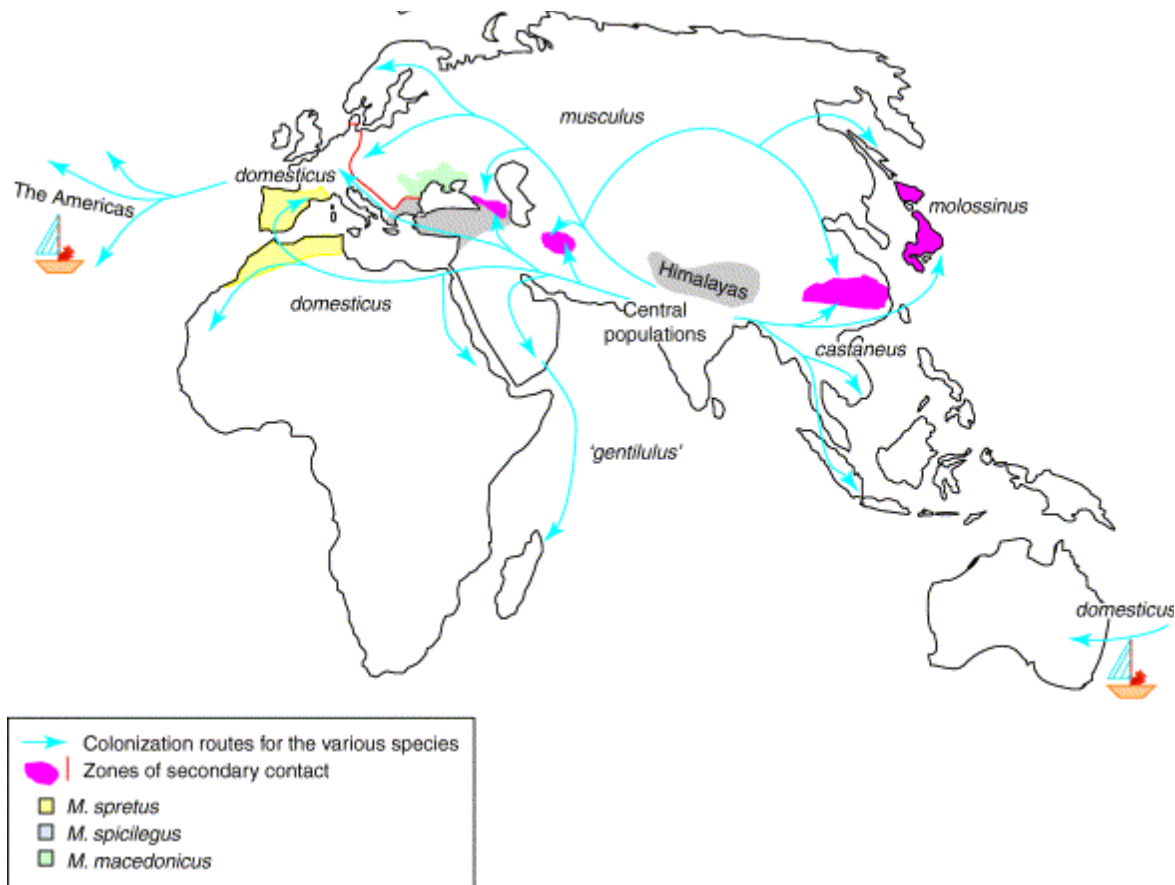 musculus
domesticus
The Americas
molossinus
Himalayas
domesticus
Central
populations
castaneus
'gentilulus'
domesticus
Colonization routes for the various species
Zones of secondary contact
M. spretus
M. spicilegus
M. macedonicus